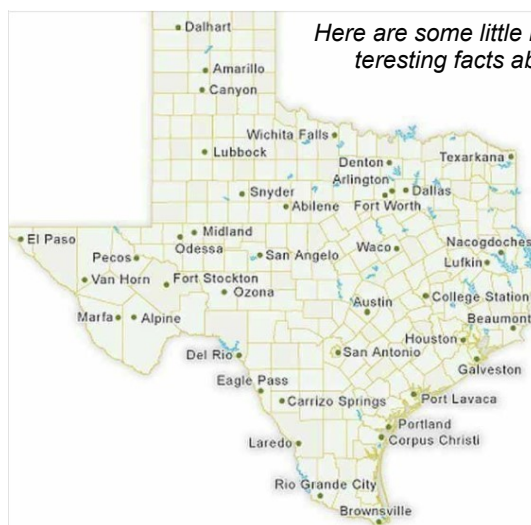 Here are some little
teresting facts ab
Dalhart
Amarillo
Canyon
Wichita Falls
Lubbock
Denton
Texarkana
Arlington
Snyder
Dallas
Abilene
Fort Worth
El Paso
Midland
Odessa
Waco
Nacogdoches
Pecos
San Angelo
Lufkin
Van Horn
Fort Stockton
Ozona
College Station
Austin
Marfa
Alpine
Beaumont
Houston
Del Rio
San Antonio
Galveston
Eagle Pass
Carrizo Springs
Port Lavaca
Portland
Laredo
Corpus Christi
Rio Grande City
Brownsville